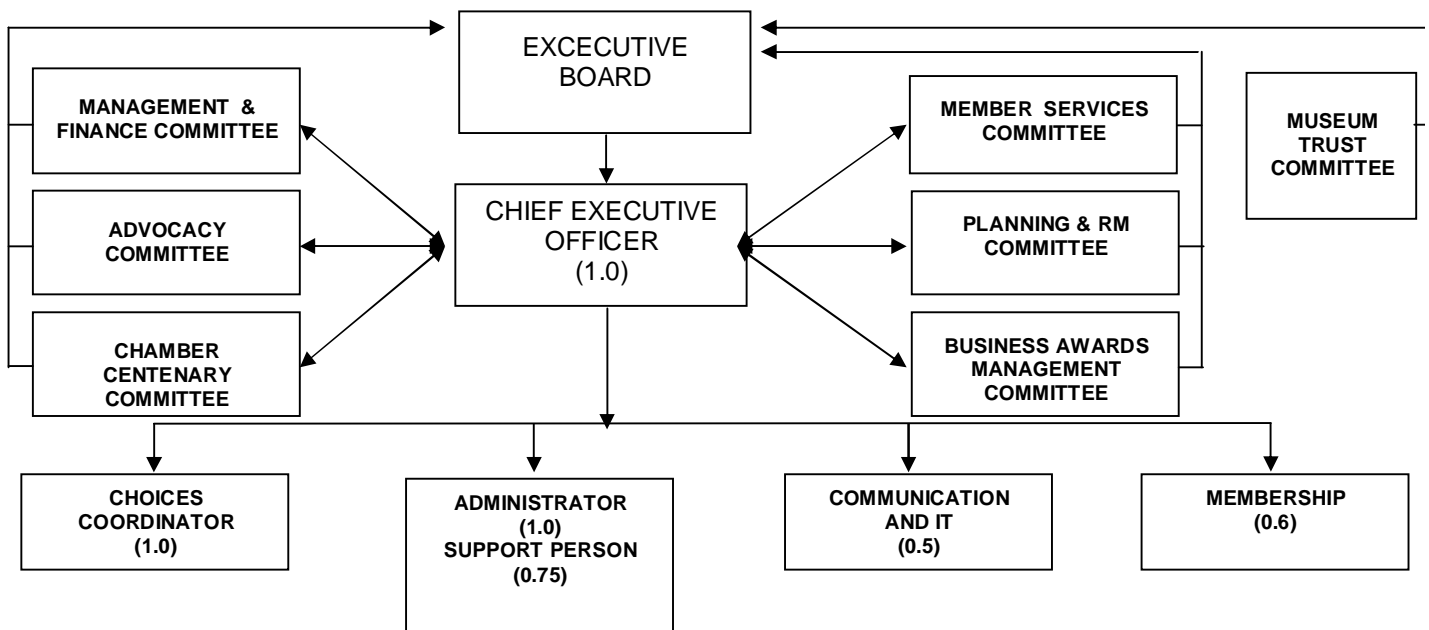 EXCECUTIVE
BOARD
MANAGEMENT &
FINANCE COMMITTEE
MEMBER SERVICES
COMMITTEE
MUSEUM
TRUST
COMMITTEE
CHIEF EXECUTIVE
OFFICER
(1.0)
ADVOCACY
COMMITTEE
PLANNING & RM
COMMITTEE
CHAMBER
CENTENARY
COMMITTEE
BUSINESS AWARDS
MANAGEMENT
COMMITTEE
CHOICES
COORDINATOR
(1.0)
ADMINISTRATOR
(1.0)
SUPPORT PERSON
(0.75)
COMMUNICATION
AND IT
(0.5)
MEMBERSHIP
(0.6)